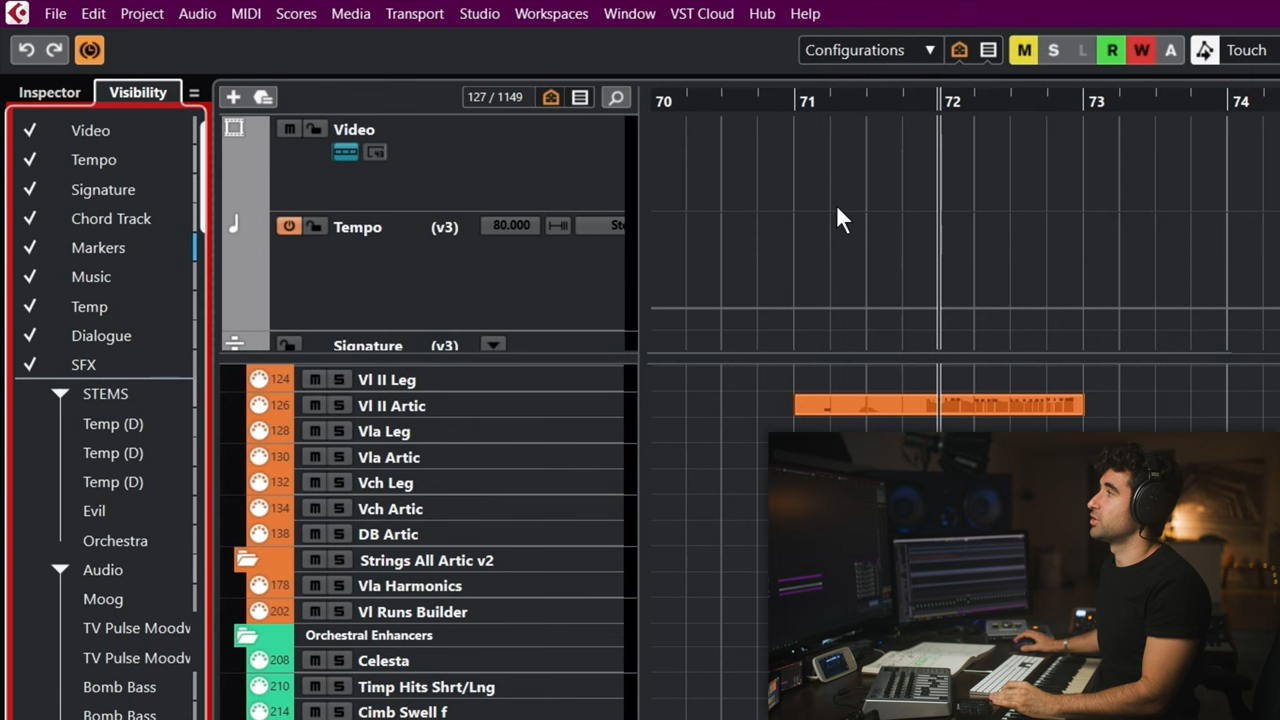 File Edit Project Audio MIDI Scores Media Transport Studio Workspaces Window VST Cloud Hub Help
Configurations M S L R W A Touch
Inspector Visibility
127 / 1149
70 71 72 73 74
Video
Tempo
Signature
Chord Track
Markers
Music
Temp
Dialogue
SFX
STEMS
Temp (D)
Temp (D)
Temp (D)
Evil
Orchestra
Audio
Moog
TV Pulse Moodv
TV Pulse Moodv
Bomb Bass
Bomb Bass
m Video
Tempo (v3) 80.000 St
Signature (v3)
124 m S Vl II Leg
126 m S Vl II Artic
128 m S Vla Leg
130 m S Vla Artic
132 m S Vch Leg
134 m S Vch Artic
138 m S DB Artic
Strings All Artic v2
178 m S Vla Harmonics
202 m S Vl Runs Builder
Orchestral Enhancers
208 m S Celesta
210 m S Timp Hits Shrt/Lng
214 m S Cimb Swell f